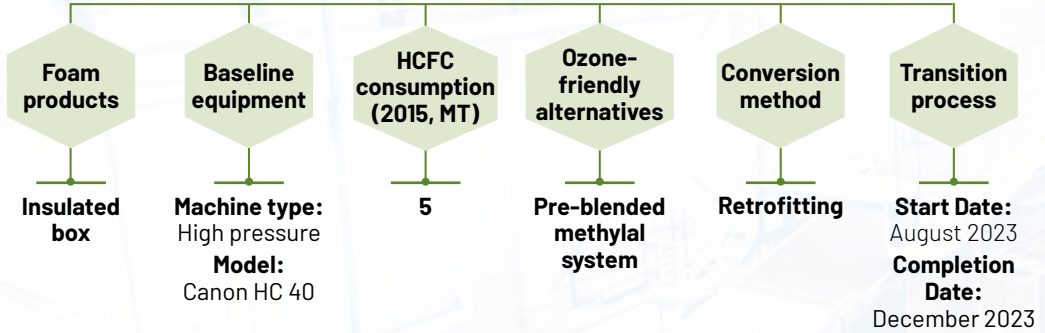 Foam
products
Baseline
equipment
HCFC
consumption
(2015, MT)
Ozone-
friendly
alternatives
Conversion
method
Transition
process
Insulated
box
Machine type:
High pressure
Model:
Canon HC 40
5
Pre-blended
methylal
system
Retrofitting
Start Date:
August 2023
Completion
Date:
December 2023